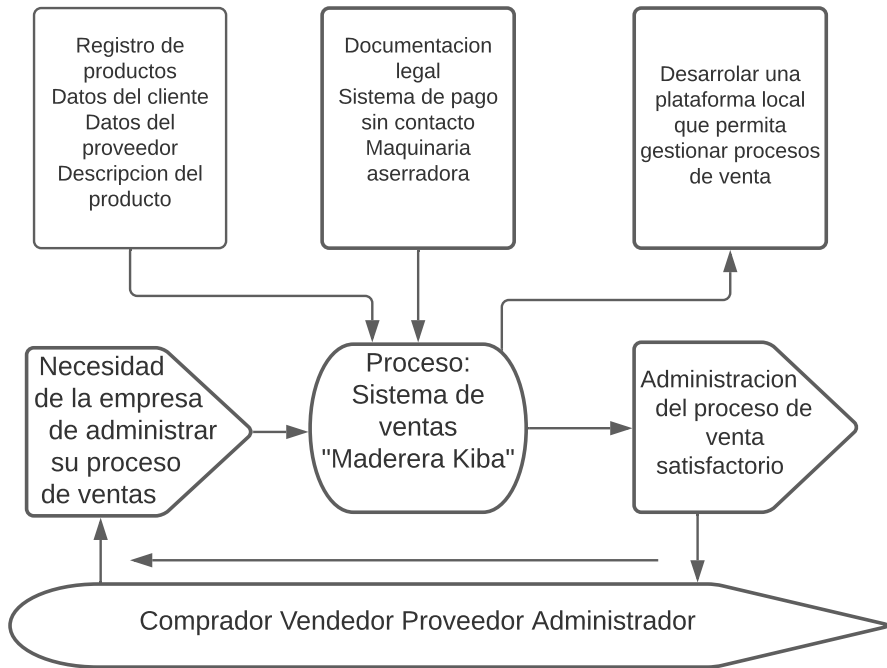 Registro de
productos
Datos del cliente
Datos del
proveedor
Descripcion del
producto
Documentacion
legal
Sistema de pago
sin contacto
Maquinaria
aserradora
Desarrolar una
plataforma local
que permita
gestionar procesos
de venta
Necesidad
de la empresa
de administrar
su proceso
de ventas
Proceso:
Sistema de
ventas
"Maderera Kiba"
Administracion
del proceso de
venta
satisfactorio
Comprador Vendedor Proveedor Administrador